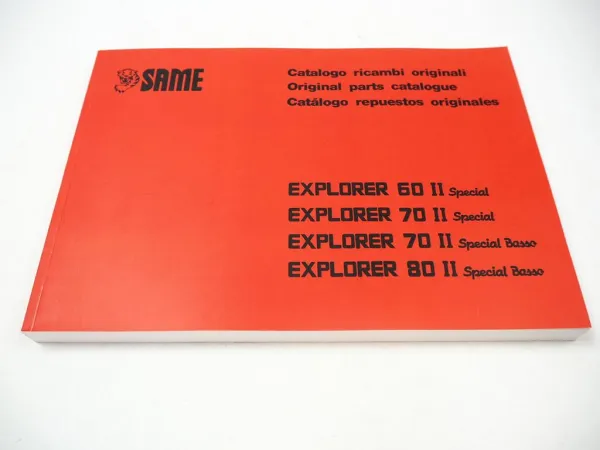 SAME
Catalogo ricambi originali
Original parts catalogue
Catálogo repuestos originales
EXPLORER 60 II Special
EXPLORER 70 II Special
EXPLORER 70 II Special Basso
EXPLORER 80 II Special Basso